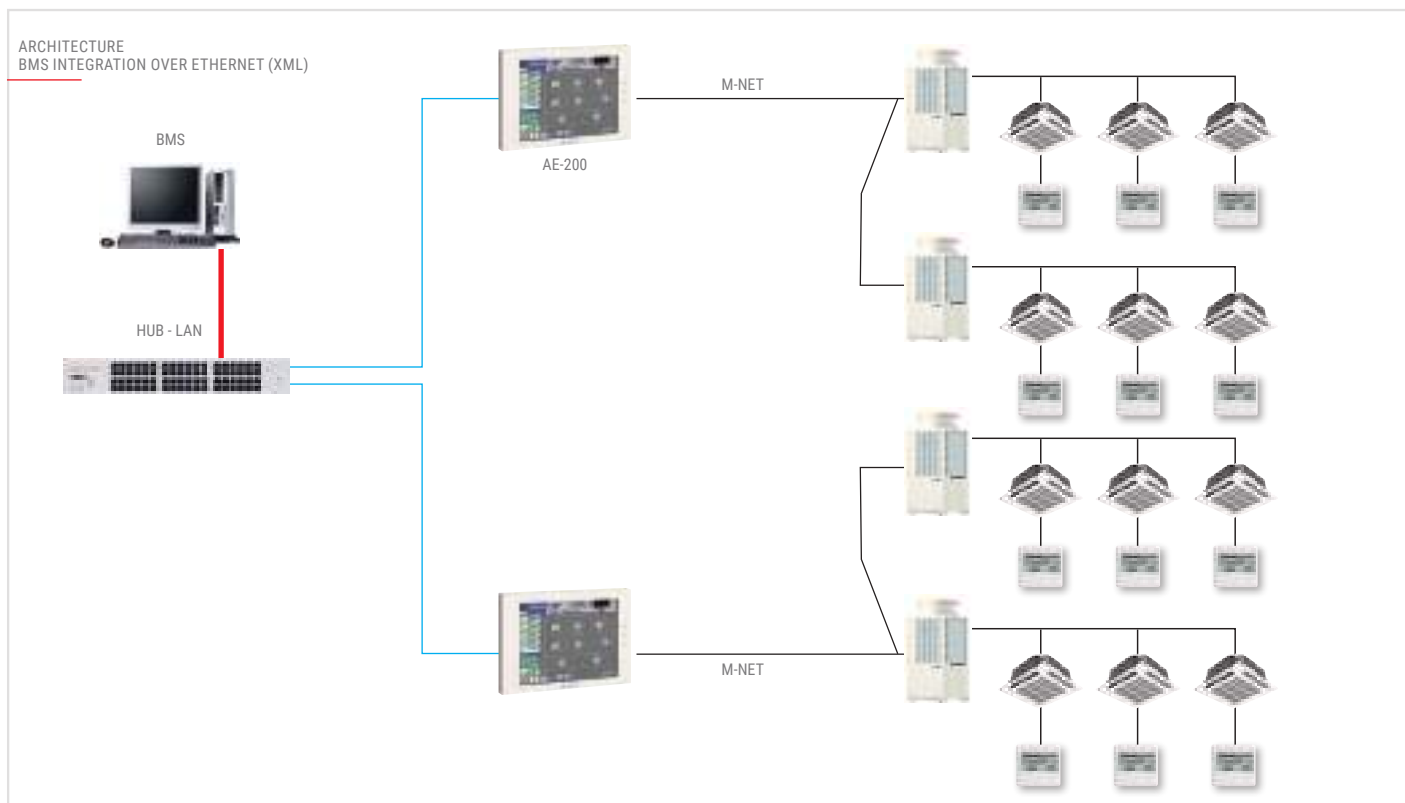 ARCHITECTURE
BMS INTEGRATION OVER ETHERNET (XML)
BMS
HUB - LAN
AE-200
M-NET
M-NET